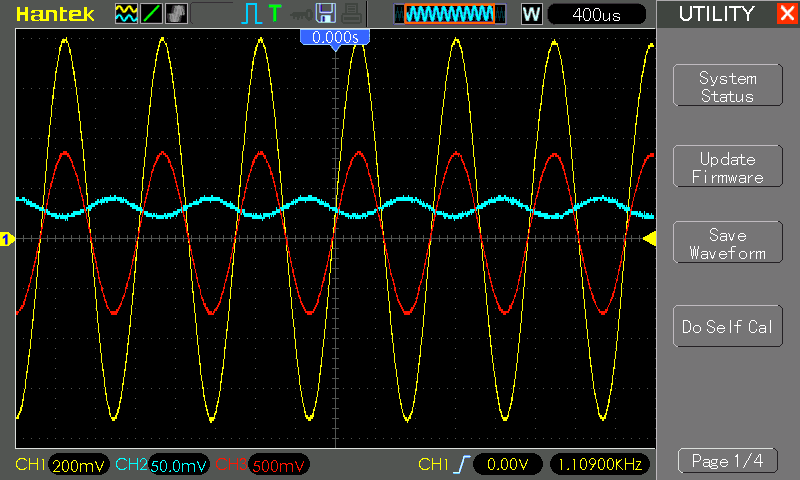 Hantek T W 400us UTILITY X
0.000s
System
Status
Update
Firmware
1
Save
Waveform
Do Self Cal
CH1 200mV CH2 50.0mV CH3 500mV CH1 0.00V 1.10900KHz
Page 1/4